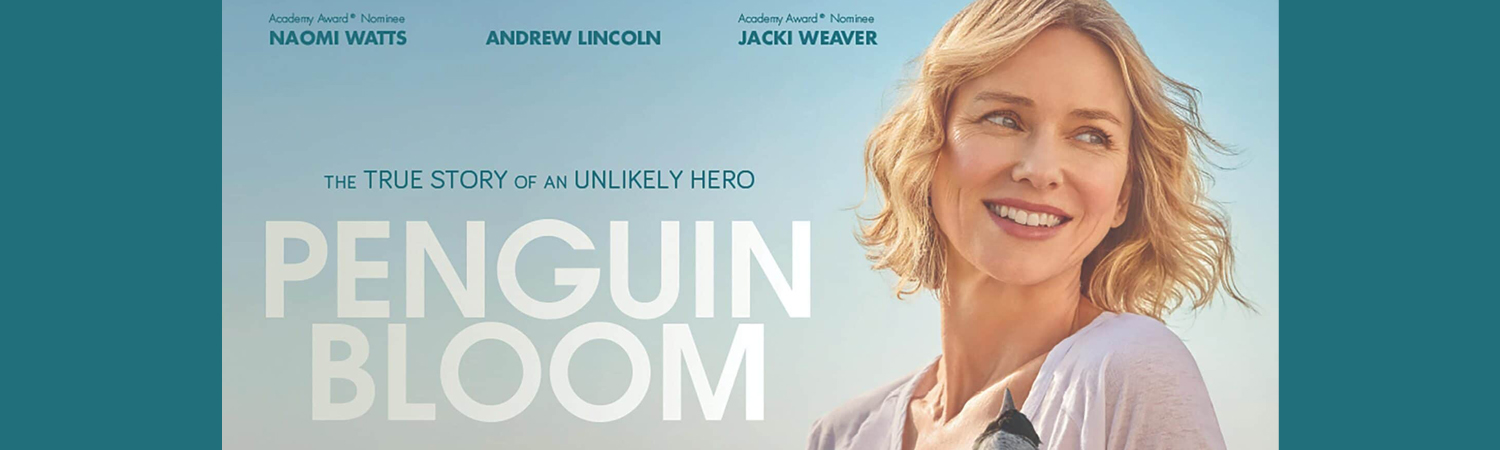 Academy Award® Nominee
NAOMI WATTS
ANDREW LINCOLN
Academy Award® Nominee
JACKI WEAVER
THE TRUE STORY OF AN UNLIKELY HERO
PENGUIN
BLOOM